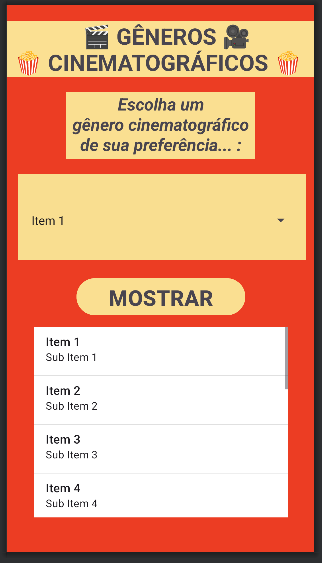 🎬 GÊNEROS 🎥
🍿 CINEMATOGRÁFICOS 🍿
Escolha um
gênero cinematográfico
de sua preferência... :
Item 1
MOSTRAR
Item 1
Sub Item 1
Item 2
Sub Item 2
Item 3
Sub Item 3
Item 4
Sub Item 4